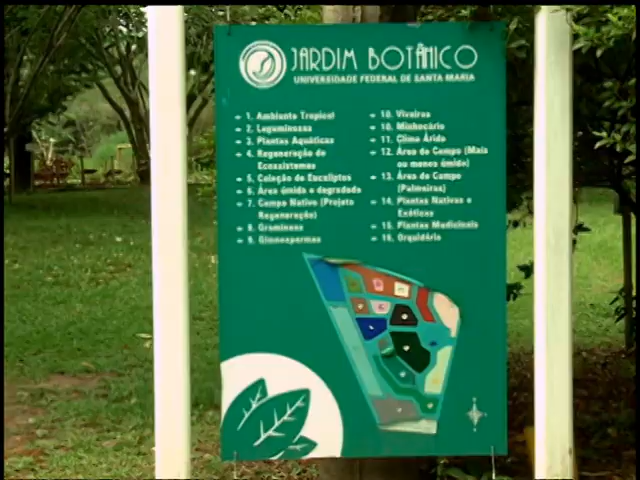 JARDIM BOTÂNICO
UNIVERSIDADE FEDERAL DE SANTA MARIA
1. Ambiente Tropical
2. Leguminosas
3. Plantas Aquáticas
4. Regeneração de
Ecossistemas
5. Coleção de Eucaliptos
6. Área úmida e degradada
7. Campo Nativo (Projeto
Regeneração)
8. Gramíneas
9. Gimnospermas
10. Viveiros
10. Minhocário
11. Clima Árido
12. Área de Campo (Mais
ou menos úmida)
13. Área de Campo
(Palmeiras)
14. Plantas Nativas e
Exóticas
15. Plantas Medicinais
16. Orquidário